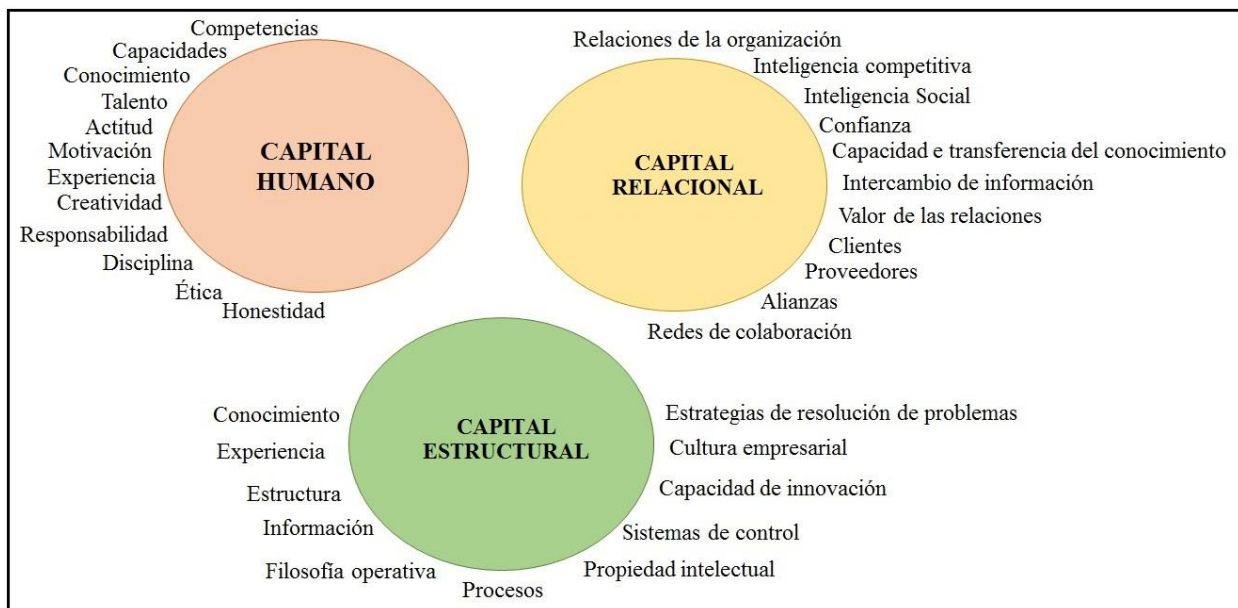 Competencias
Capacidades
Conocimiento
Talento
Actitud
Motivación
Experiencia
Creatividad
Responsabilidad
Disciplina
Ética
Honestidad
CAPITAL
HUMANO
Relaciones de la organización
Inteligencia competitiva
Inteligencia Social
Confianza
Capacidad e transferencia del conocimiento
Intercambio de información
Valor de las relaciones
Clientes
Proveedores
Alianzas
Redes de colaboración
CAPITAL
RELACIONAL
Conocimiento
Experiencia
Estructura
Información
Filosofía operativa
Procesos
CAPITAL
ESTRUCTURAL
Estrategias de resolución de problemas
Cultura empresarial
Capacidad de innovación
Sistemas de control
Propiedad intelectual